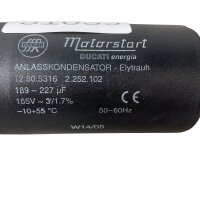 Motorstart
DUCATI energia
ANLASSKONDENSATOR - Elytrauh
12.80.5316 2.252.102
189 - 227 µF
165V ~ 3/1.7% CE
-10+55 °C 50-60Hz
W14/05